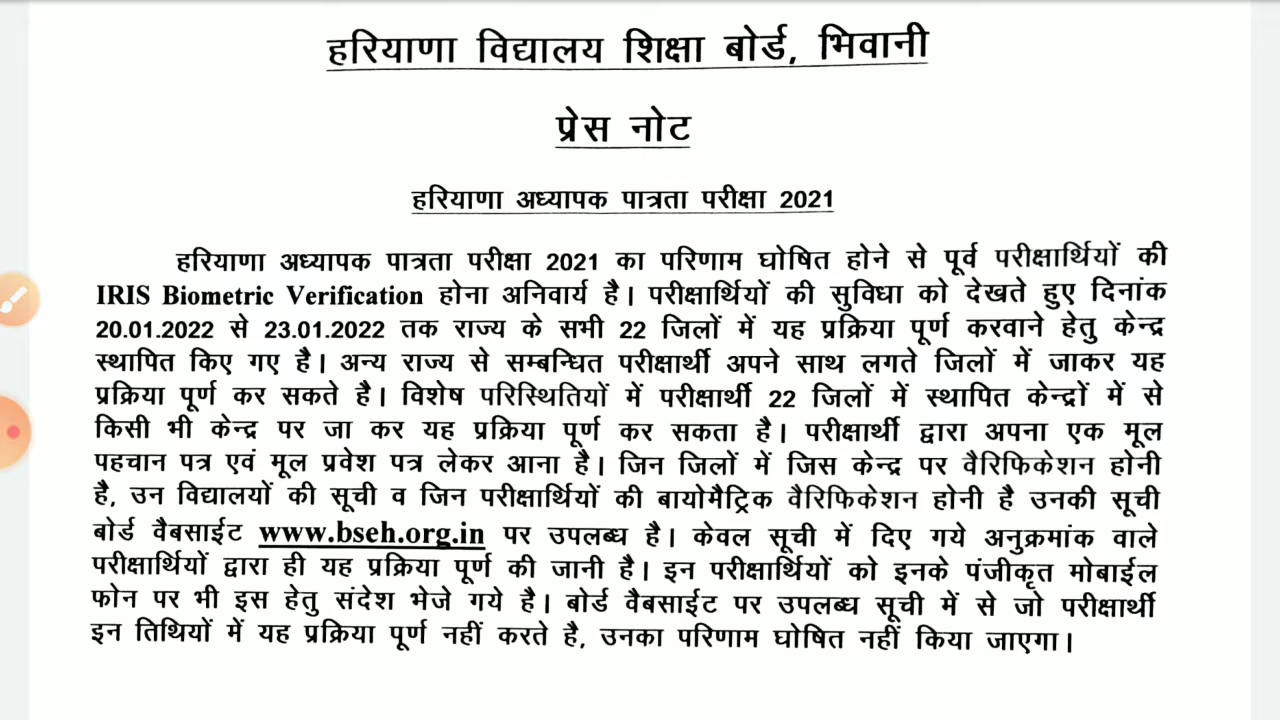 हरियाणा विद्यालय शिक्षा बोर्ड, भिवानी
प्रेस नोट
हरियाणा अध्यापक पात्रता परीक्षा 2021
हरियाणा अध्यापक पात्रता परीक्षा 2021 का परिणाम घोषित होने से पूर्व परीक्षार्थियों की
IRIS Biometric Verification होना अनिवार्य है। परीक्षार्थियों की सुविधा को देखते हुए दिनांक
20.01.2022 से 23.01.2022 तक राज्य के सभी 22 जिलों में यह प्रक्रिया पूर्ण करवाने हेतु केन्द्र
स्थापित किए गए है। अन्य राज्य से सम्बन्धित परीक्षार्थी अपने साथ लगते जिलों में जाकर यह
प्रक्रिया पूर्ण कर सकते है। विशेष परिस्थितियों में परीक्षार्थी 22 जिलों में स्थापित केन्द्रों में से
किसी भी केन्द्र पर जा कर यह प्रक्रिया पूर्ण कर सकता है। परीक्षार्थी द्वारा अपना एक मूल
पहचान पत्र एवं मूल प्रवेश पत्र लेकर आना है। जिन जिलों में जिस केन्द्र पर वैरिफिकेशन होनी
है, उन विद्यालयों की सूची व जिन परीक्षार्थियों की बायोमैट्रिक वैरिफिकेशन होनी है उनकी सूची
बोर्ड वैबसाईट www.bseh.org.in पर उपलब्ध है। केवल सूची में दिए गये अनुक्रमांक वाले
परीक्षार्थियों द्वारा ही यह प्रक्रिया पूर्ण की जानी है। इन परीक्षार्थियों को इनके पंजीकृत मोबाईल
फोन पर भी इस हेतु संदेश भेजे गये है। बोर्ड वैबसाईट पर उपलब्ध सूची में से जो परीक्षार्थी
इन तिथियों में यह प्रक्रिया पूर्ण नहीं करते है, उनका परिणाम घोषित नहीं किया जाएगा।